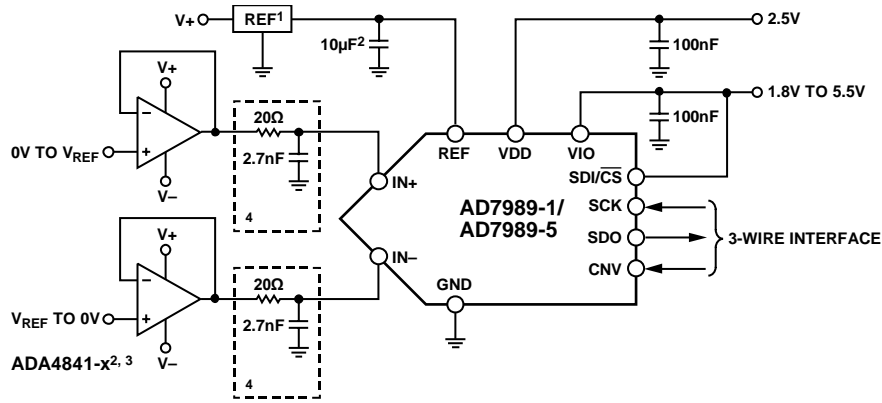 V+
REF1
10µF2
100nF
2.5V
V+
100nF
1.8V TO 5.5V
20Ω
2.7nF
0V TO VREF
V–
4
REF
VDD
VIO
IN+
SDI/CS
AD7989-1/
AD7989-5
SCK
SDO
CNV
3-WIRE INTERFACE
IN–
GND
V+
20Ω
2.7nF
VREF TO 0V
V–
4
ADA4841-x2, 3